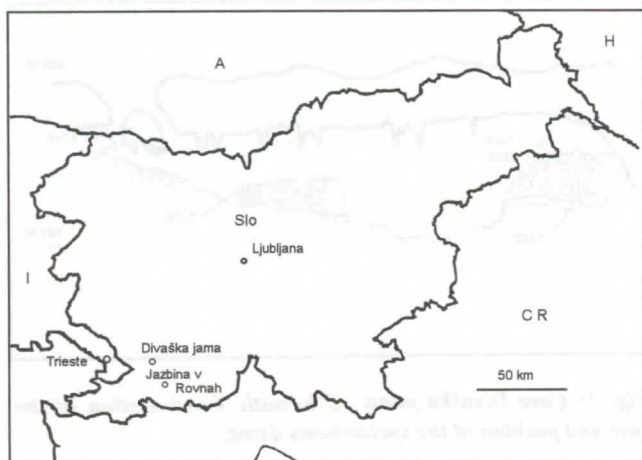 H
A
Slo
Ljubljana
I
C R
Divaška jama
Trieste
Jazbina v
Rovnah
50 km